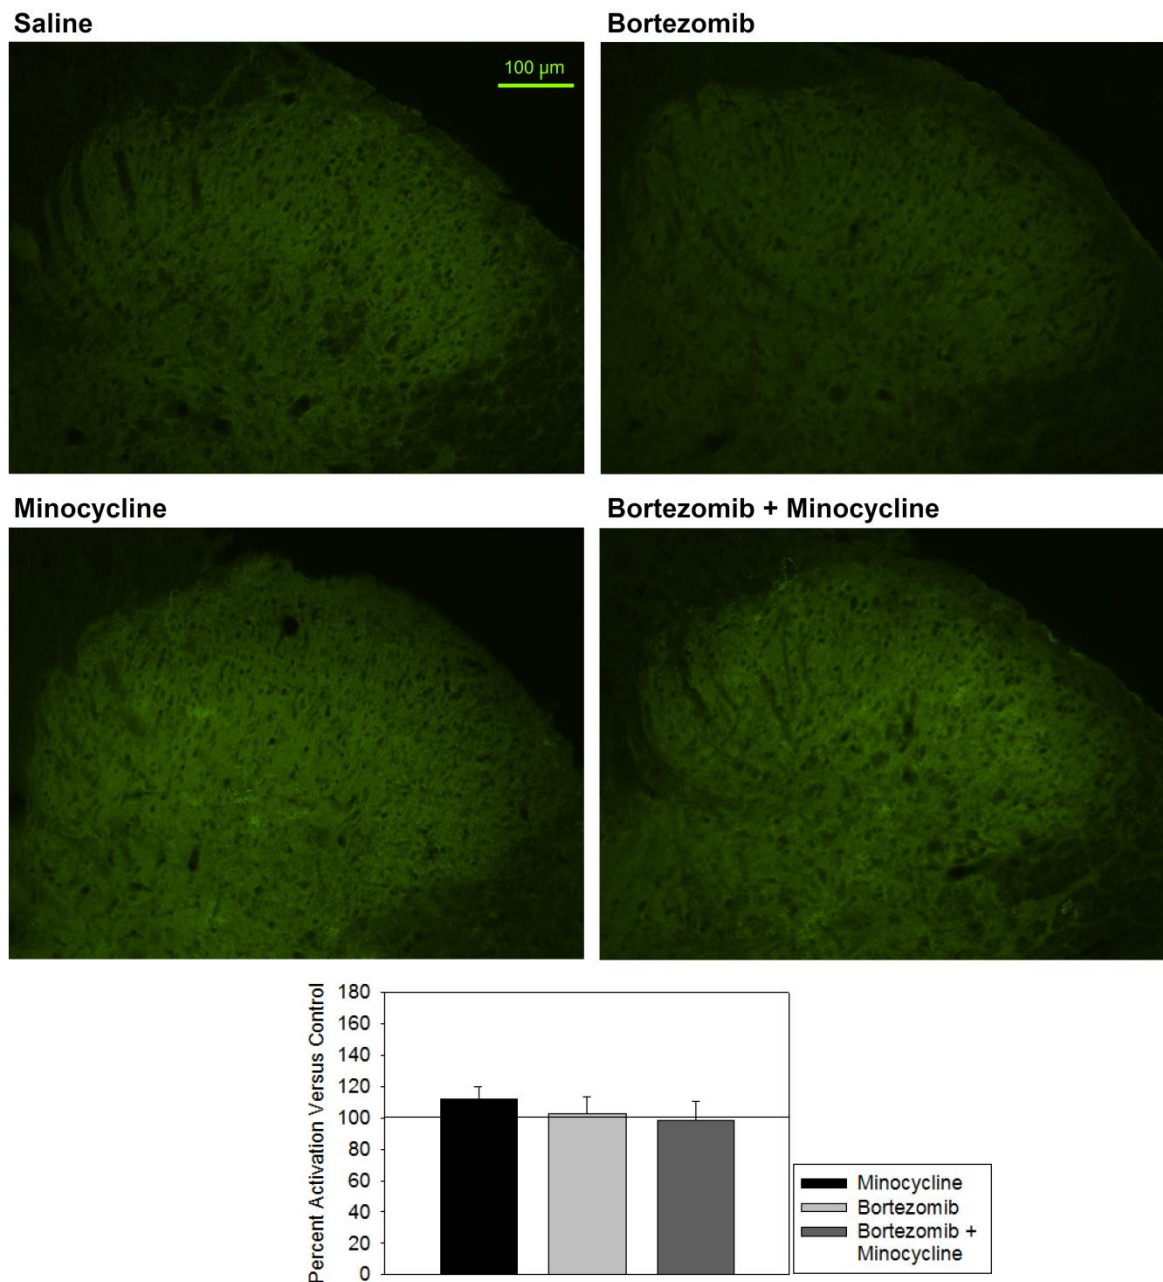 Saline
Bortezomib
100 µm
Minocycline
Bortezomib + Minocycline
Percent Activation Versus Control
180
160
140
120
100
80
60
40
20
0
Minocycline
Bortezomib
Bortezomib +
Minocycline